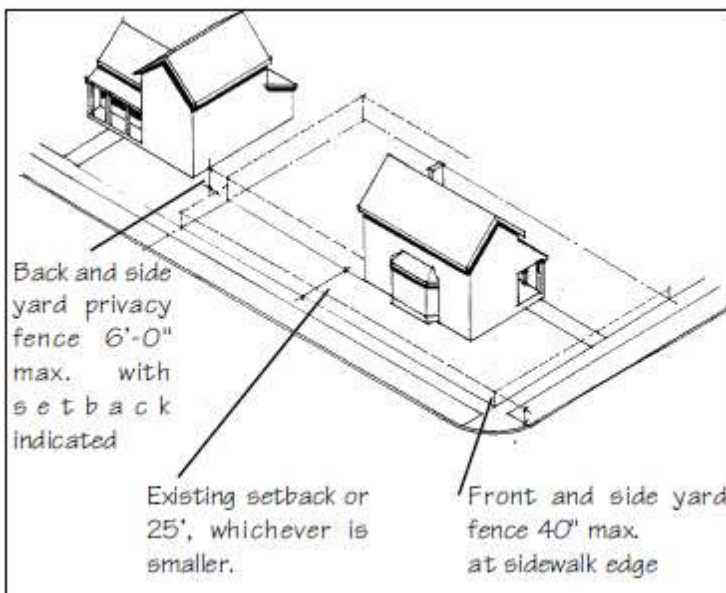 Back and side
yard privacy
fence 6'-0"
max. with
setback
indicated
Existing setback or
25', whichever is
smaller.
Front and side yard
fence 40" max.
at sidewalk edge